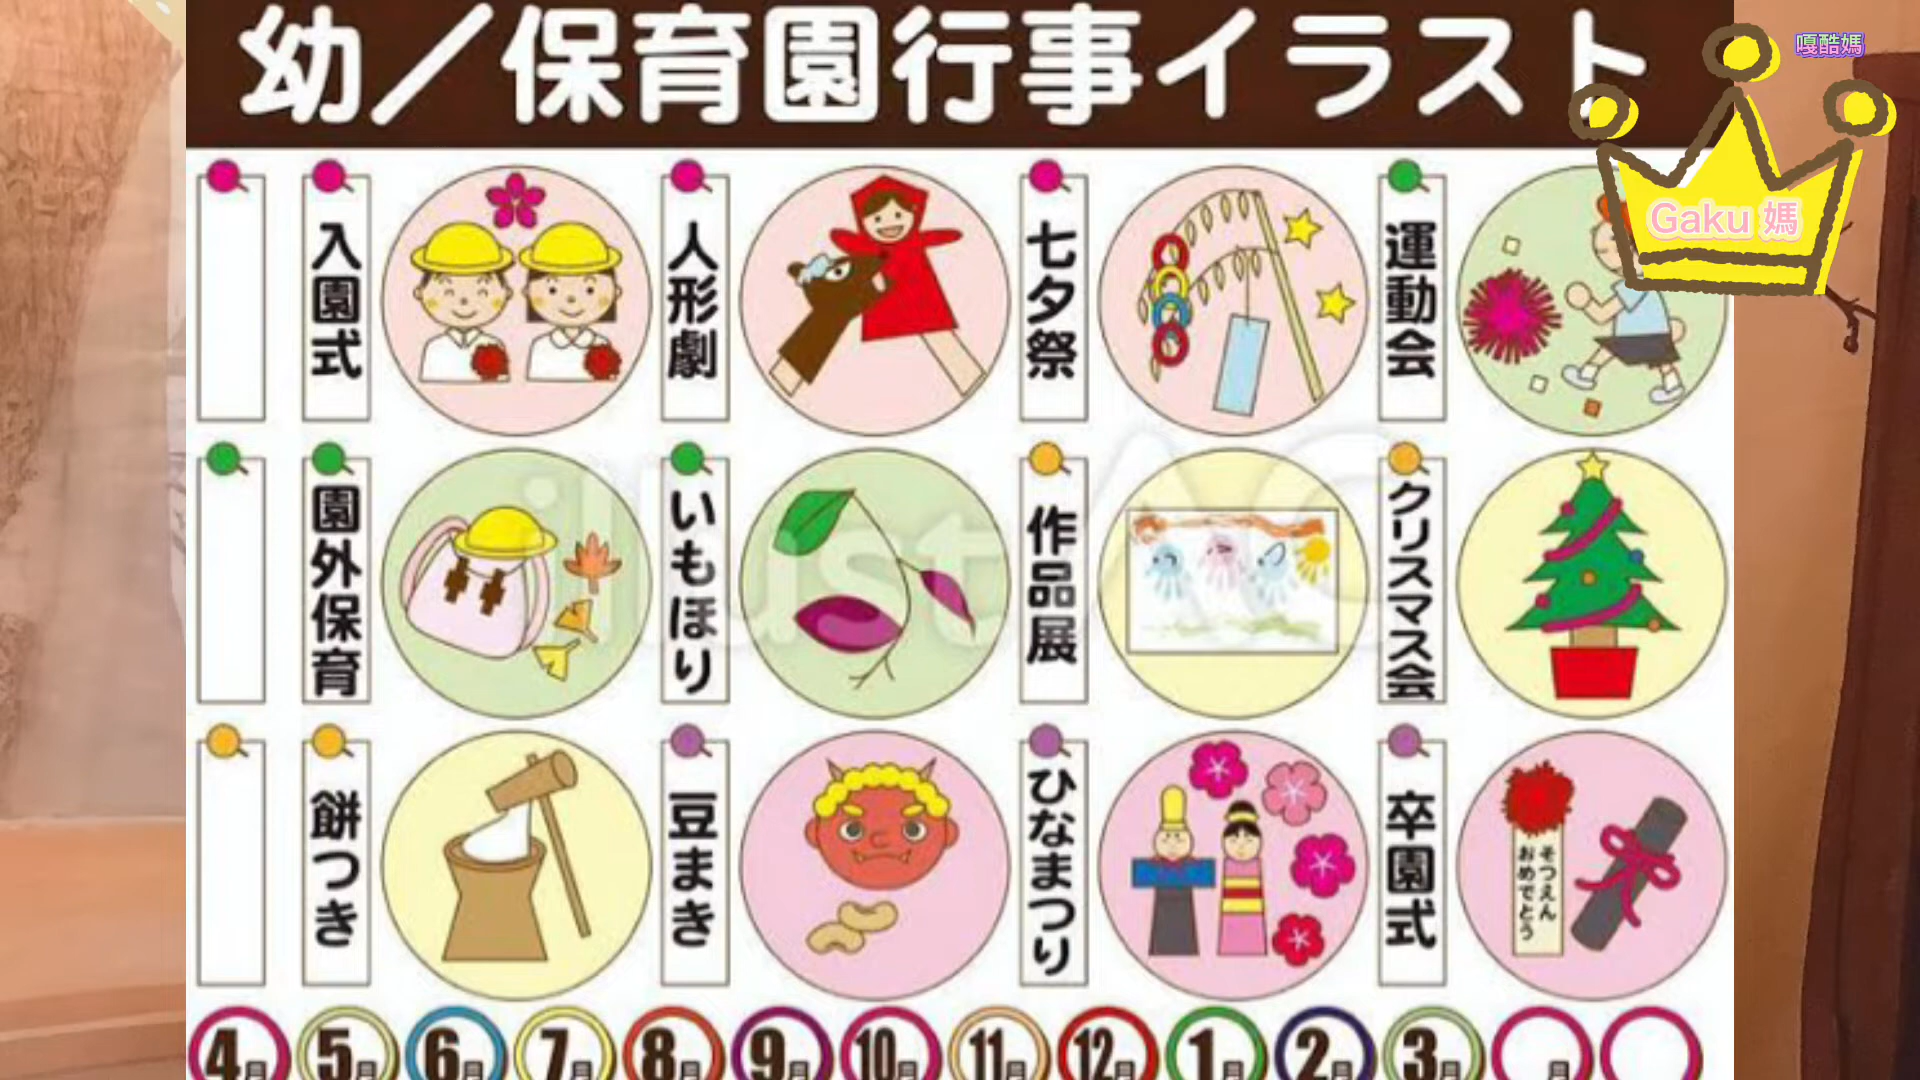 幼／保育園行事イラスト
嘎酷媽
Gaku 媽
入園式
人形劇
七夕祭
運動会
園外保育
いもほり
作品展
クリスマス会
餅つき
豆まき
ひなまつり
卒園式
そつえん
おめでとう
illustAC
4月 5月 6月 7月 8月 9月 10月 11月 12月 1月 2月 3月 月